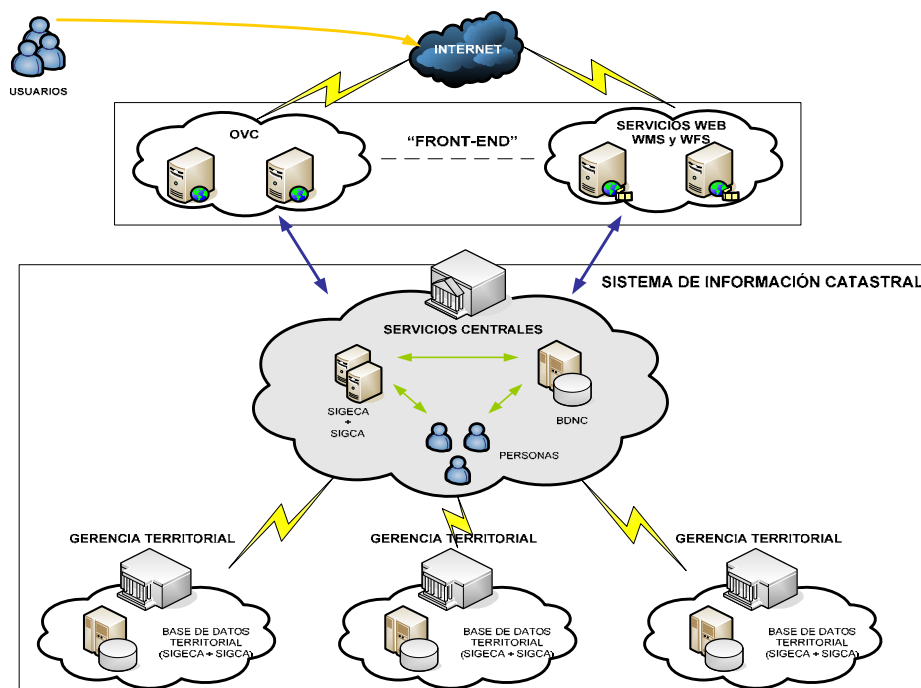 INTERNET
USUARIOS
OVC
"FRONT-END"
SERVICIOS WEB
WMS y WFS
SISTEMA DE INFORMACIÓN CATASTRAL
SERVICIOS CENTRALES
SIGECA
+
SIGCA
BDNC
PERSONAS
GERENCIA TERRITORIAL
GERENCIA TERRITORIAL
GERENCIA TERRITORIAL
BASE DE DATOS
TERRITORIAL
(SIGECA + SIGCA)
BASE DE DATOS
TERRITORIAL
(SIGECA + SIGCA)
BASE DE DATOS
TERRITORIAL
(SIGECA + SIGCA)